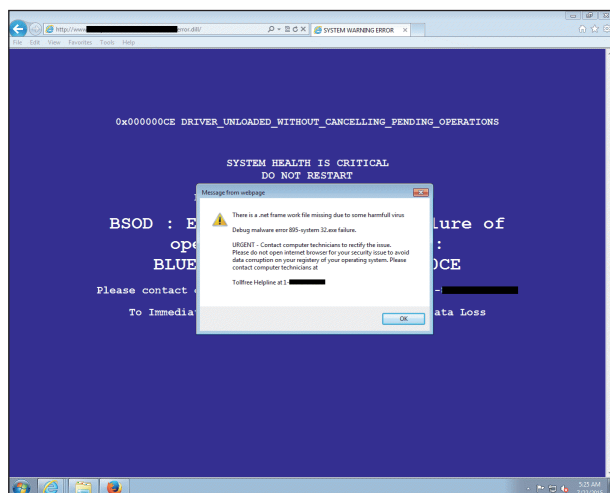 http://www
error.dill/
SYSTEM WARNING ERROR
File Edit View Favorites Tools Help
0x000000CE DRIVER_UNLOADED_WITHOUT_CANCELLING_PENDING_OPERATIONS
SYSTEM HEALTH IS CRITICAL
DO NOT RESTART
Message from webpage
There is a .net frame work file missing due to some harmfull virus
Debug malware error 895-system 32.exe failure.
URGENT - Contact computer technicians to rectify the issue.
Please do not open internet browser for your security issue to avoid
data corruption on your registery of your operating system. Please
contact computer technicians at
Tollfree Helpline at 1-
OK
BSOD : E lure of
ope :
BLUE 0CE
Please contact -
To Immedia ata Loss
5:25 AM